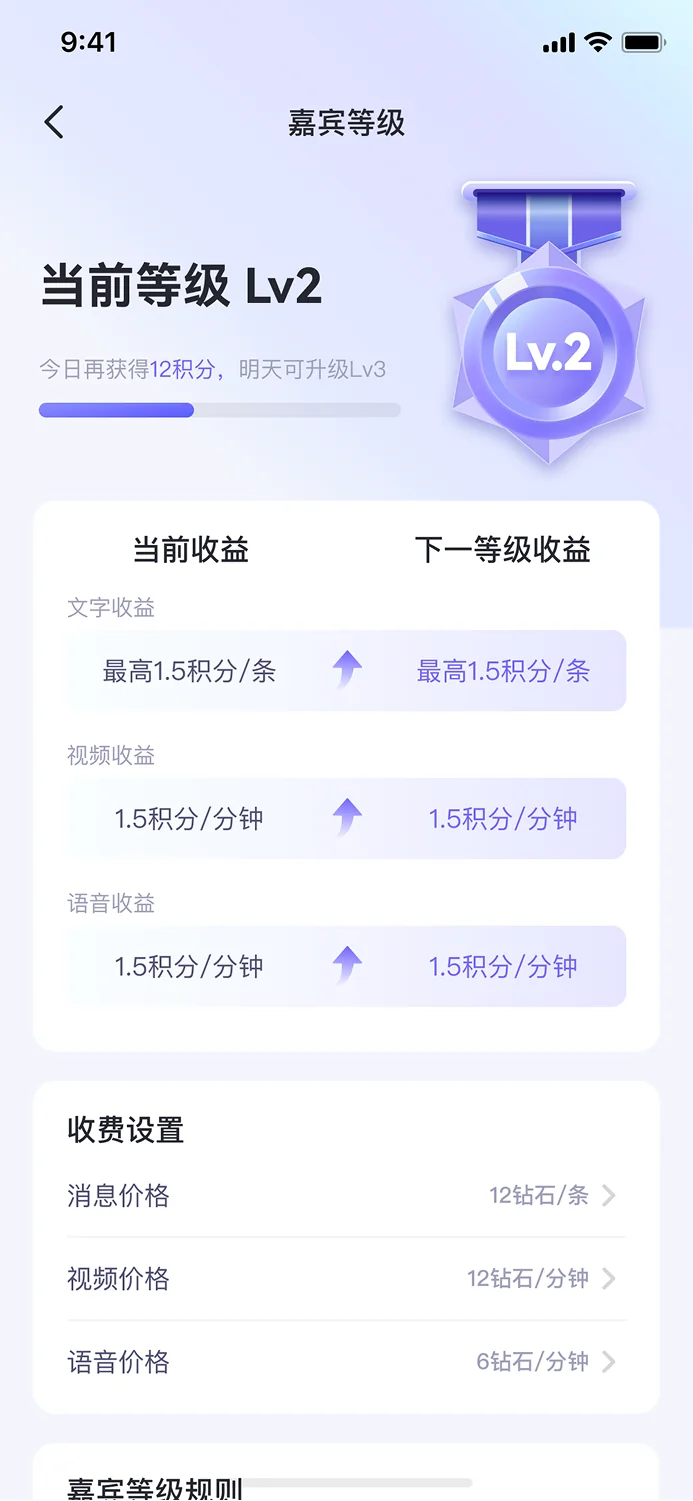 9:41
嘉宾等级
当前等级 Lv2
Lv.2
今日再获得12积分，明天可升级Lv3
当前收益
下一等级收益
文字收益
最高1.5积分/条
最高1.5积分/条
视频收益
1.5积分/分钟
1.5积分/分钟
语音收益
1.5积分/分钟
1.5积分/分钟
收费设置
消息价格
12钻石/条
视频价格
12钻石/分钟
语音价格
6钻石/分钟
嘉宾等级规则